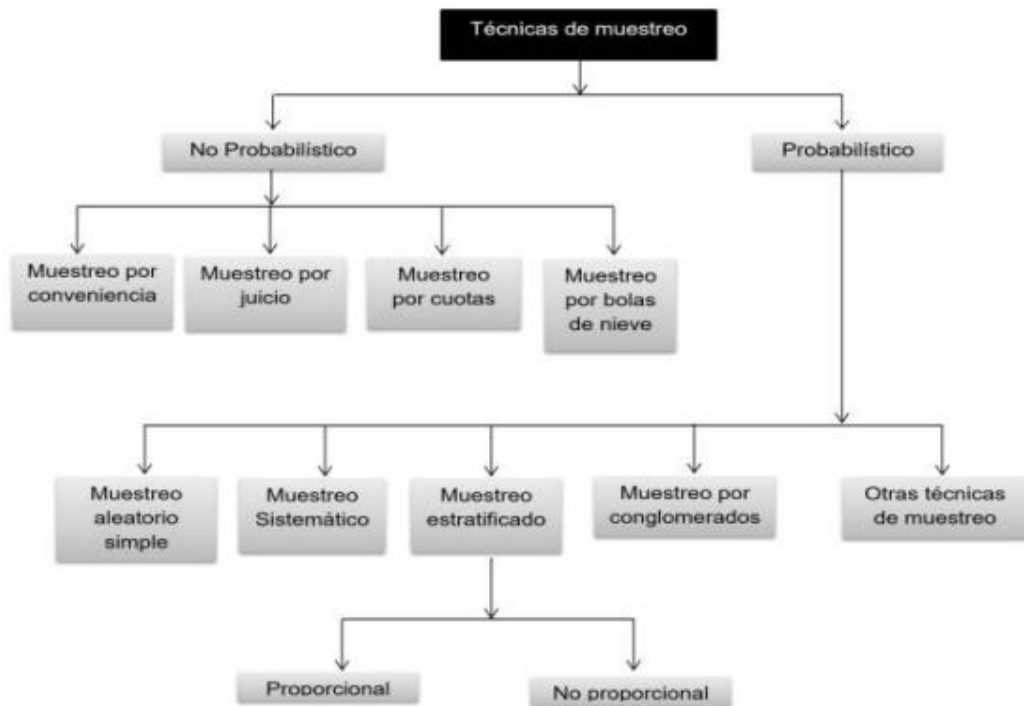 Técnicas de muestreo
No Probabilístico
Probabilístico
Muestreo por
conveniencia
Muestreo por
juicio
Muestreo
por cuotas
Muestreo
por bolas
de nieve
Muestreo
aleatorio
simple
Muestreo
Sistemático
Muestreo
estratificado
Muestreo por
conglomerados
Otras técnicas
de muestreo
Proporcional
No proporcional